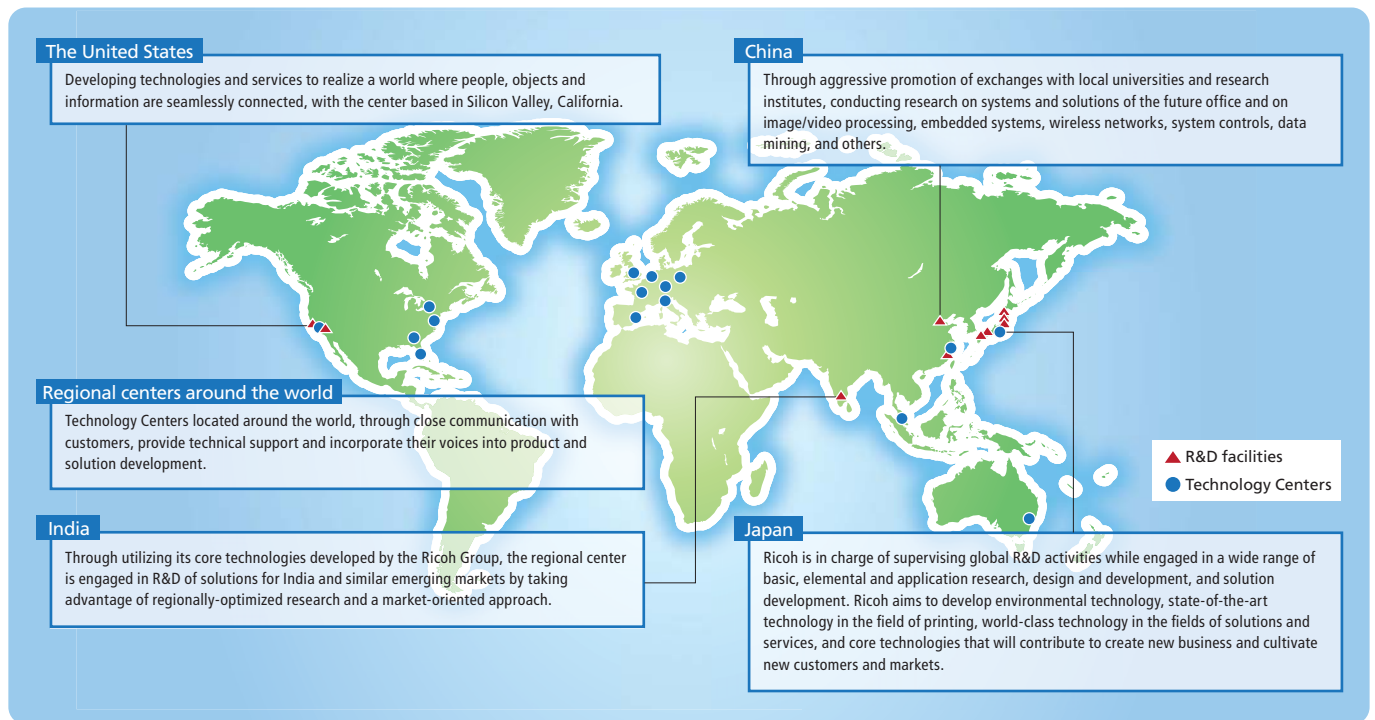 The United States
Developing technologies and services to realize a world where people, objects and
information are seamlessly connected, with the center based in Silicon Valley, California.
China
Through aggressive promotion of exchanges with local universities and research
institutes, conducting research on systems and solutions of the future office and on
image/video processing, embedded systems, wireless networks, system controls, data
mining, and others.
Regional centers around the world
Technology Centers located around the world, through close communication with
customers, provide technical support and incorporate their voices into product and
solution development.
R&D facilities
Technology Centers
India
Through utilizing its core technologies developed by the Ricoh Group, the regional center
is engaged in R&D of solutions for India and similar emerging markets by taking
advantage of regionally-optimized research and a market-oriented approach.
Japan
Ricoh is in charge of supervising global R&D activities while engaged in a wide range of
basic, elemental and application research, design and development, and solution
development. Ricoh aims to develop environmental technology, state-of-the-art
technology in the field of printing, world-class technology in the fields of solutions and
services, and core technologies that will contribute to create new business and cultivate
new customers and markets.